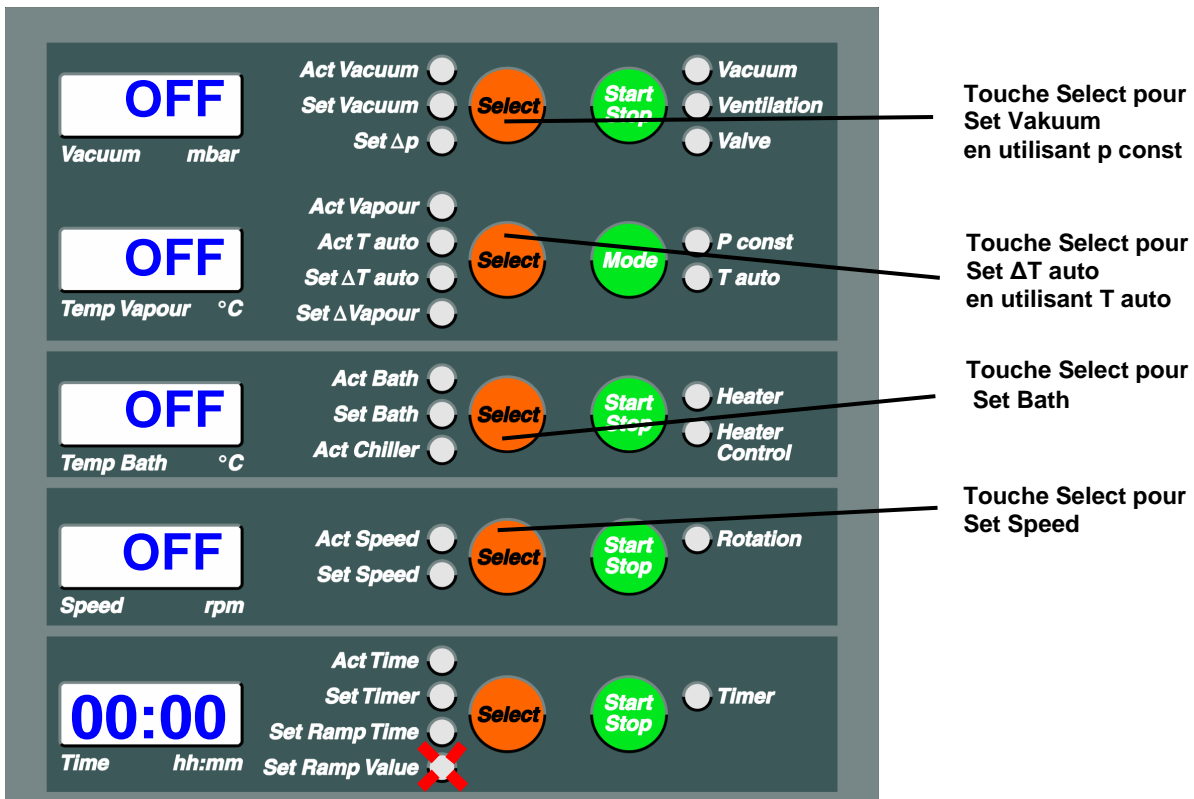 OFF
Vacuum mbar
Act Vacuum
Set Vacuum
Set Δp
Select
Start
Stop
Vacuum
Ventilation
Valve
Touche Select pour
Set Vakuum
en utilisant p const
OFF
Temp Vapour °C
Act Vapour
Act T auto
Set ΔT auto
Set ΔVapour
Select
Mode
P const
T auto
Touche Select pour
Set ΔT auto
en utilisant T auto
OFF
Temp Bath °C
Act Bath
Set Bath
Act Chiller
Select
Start
Stop
Heater
Heater
Control
Touche Select pour
Set Bath
OFF
Speed rpm
Act Speed
Set Speed
Select
Start
Stop
Rotation
Touche Select pour
Set Speed
00:00
Time hh:mm
Act Time
Set Timer
Set Ramp Time
Set Ramp Value
Select
Start
Stop
Timer